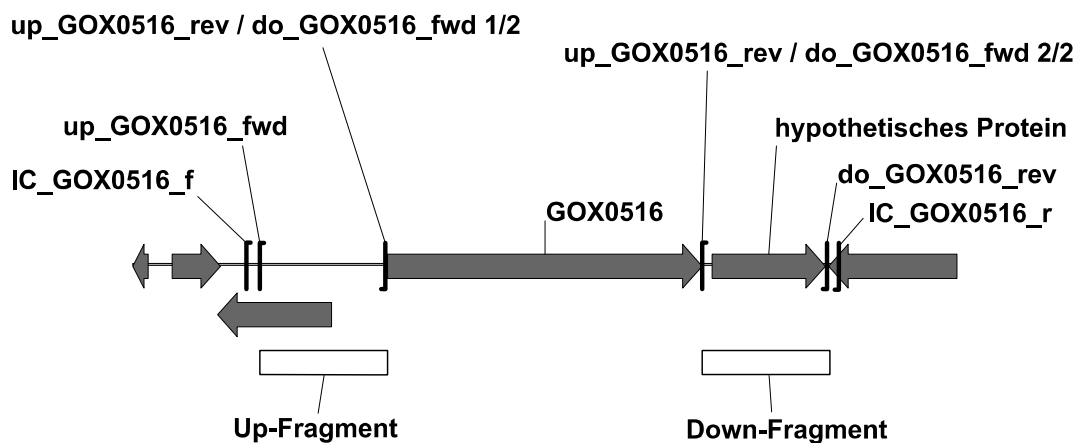 up_GOX0516_rev / do_GOX0516_fwd 1/2
up_GOX0516_rev / do_GOX0516_fwd 2/2
up_GOX0516_fwd
hypothetisches Protein
IC_GOX0516_f
do_GOX0516_rev
GOX0516
IC_GOX0516_r
Up-Fragment
Down-Fragment